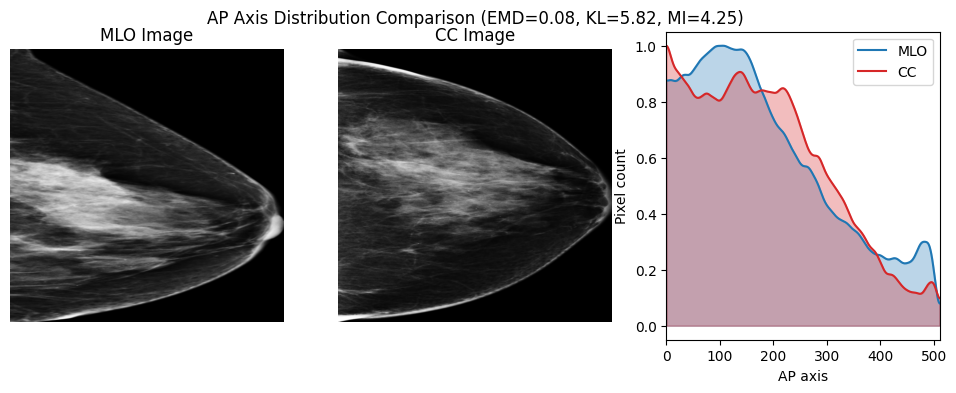 AP Axis Distribution Comparison (EMD=0.08, KL=5.82, MI=4.25)
MLO Image
CC Image
MLO
CC
1.0
0.8
0.6
0.4
0.2
0.0
Pixel count
0 100 200 300 400 500
AP axis